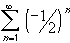 ∞
∑ (−1/2)ⁿ
n=1